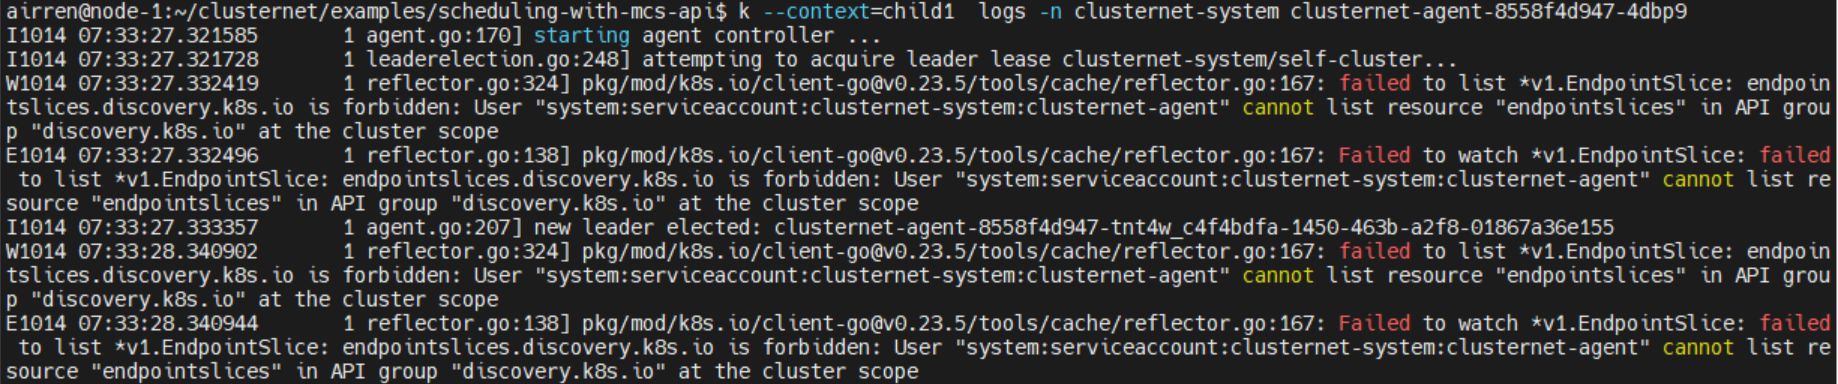 airren@node-1:~/clusternet/examples/scheduling-with-mcs-api$ k --context=child1  logs -n clusternet-system clusternet-agent-8558f4d947-4dbp9
I1014 07:33:27.321585       1 agent.go:170] starting agent controller ...
I1014 07:33:27.321728       1 leaderelection.go:248] attempting to acquire leader lease clusternet-system/self-cluster...
W1014 07:33:27.332419       1 reflector.go:324] pkg/mod/k8s.io/client-go@v0.23.5/tools/cache/reflector.go:167: failed to list *v1.EndpointSlice: endpoin
tslices.discovery.k8s.io is forbidden: User "system:serviceaccount:clusternet-system:clusternet-agent" cannot list resource "endpointslices" in API grou
p "discovery.k8s.io" at the cluster scope
E1014 07:33:27.332496       1 reflector.go:138] pkg/mod/k8s.io/client-go@v0.23.5/tools/cache/reflector.go:167: Failed to watch *v1.EndpointSlice: failed
 to list *v1.EndpointSlice: endpointslices.discovery.k8s.io is forbidden: User "system:serviceaccount:clusternet-system:clusternet-agent" cannot list re
source "endpointslices" in API group "discovery.k8s.io" at the cluster scope
I1014 07:33:27.333357       1 agent.go:207] new leader elected: clusternet-agent-8558f4d947-tnt4w_c4f4bdfa-1450-463b-a2f8-01867a36e155
W1014 07:33:28.340902       1 reflector.go:324] pkg/mod/k8s.io/client-go@v0.23.5/tools/cache/reflector.go:167: failed to list *v1.EndpointSlice: endpoin
tslices.discovery.k8s.io is forbidden: User "system:serviceaccount:clusternet-system:clusternet-agent" cannot list resource "endpointslices" in API grou
p "discovery.k8s.io" at the cluster scope
E1014 07:33:28.340944       1 reflector.go:138] pkg/mod/k8s.io/client-go@v0.23.5/tools/cache/reflector.go:167: Failed to watch *v1.EndpointSlice: failed
 to list *v1.EndpointSlice: endpointslices.discovery.k8s.io is forbidden: User "system:serviceaccount:clusternet-system:clusternet-agent" cannot list re
source "endpointslices" in API group "discovery.k8s.io" at the cluster scope